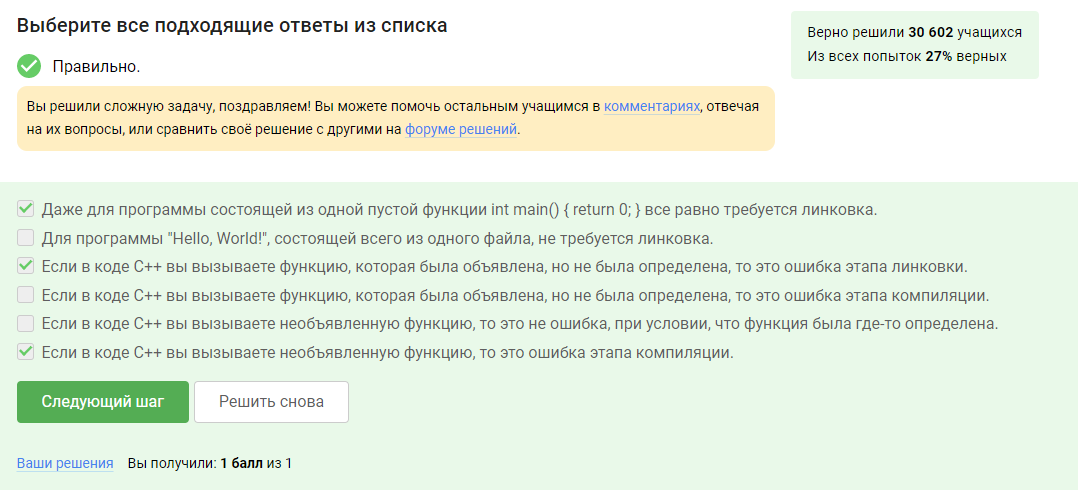 Выберите все подходящие ответы из списка
Верно решили 30 602 учащихся
Из всех попыток 27% верных
Правильно.
Вы решили сложную задачу, поздравляем! Вы можете помочь остальным учащимся в комментариях, отвечая
на их вопросы, или сравнить своё решение с другими на форуме решений.
Даже для программы состоящей из одной пустой функции int main() { return 0; } все равно требуется линковка.
Для программы "Hello, World!", состоящей всего из одного файла, не требуется линковка.
Если в коде C++ вы вызываете функцию, которая была объявлена, но не была определена, то это ошибка этапа линковки.
Если в коде C++ вы вызываете функцию, которая была объявлена, но не была определена, то это ошибка этапа компиляции.
Если в коде C++ вы вызываете необъявленную функцию, то это не ошибка, при условии, что функция была где-то определена.
Если в коде C++ вы вызываете необъявленную функцию, то это ошибка этапа компиляции.
Следующий шаг
Решить снова
Ваши решения Вы получили: 1 балл из 1